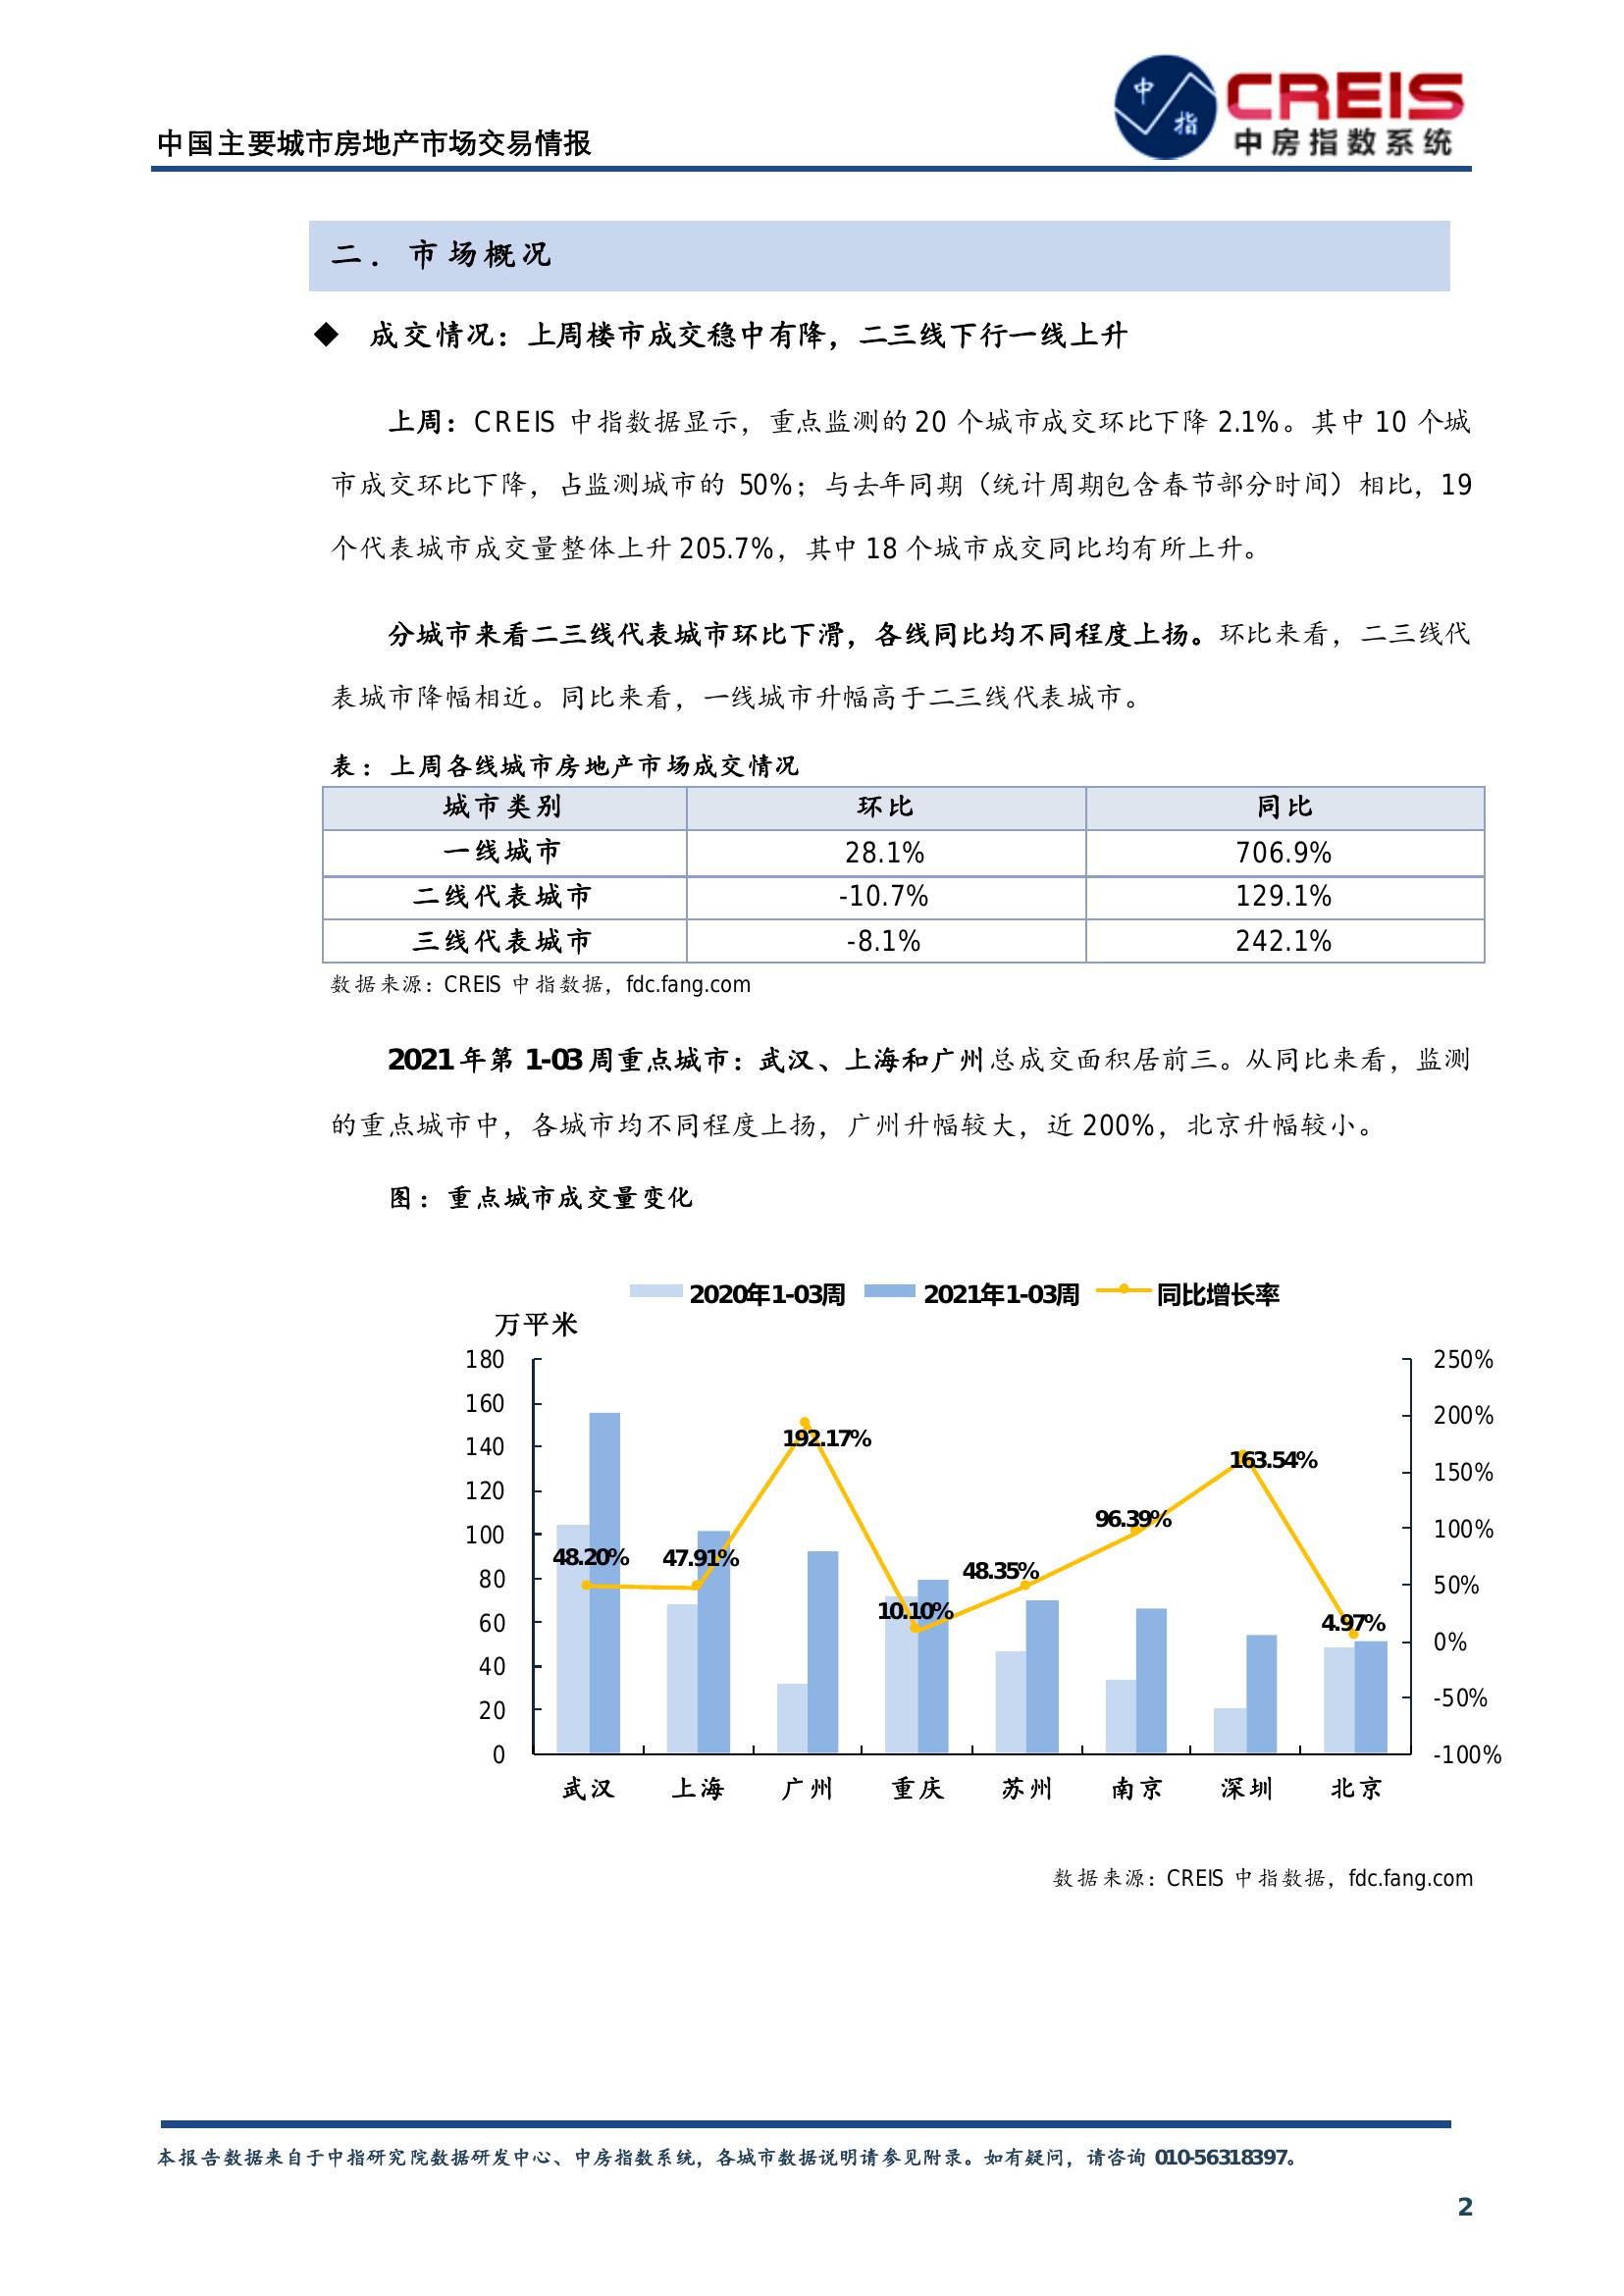 中国主要城市房地产市场交易情报
中
指
CREIS
中房指数系统
二．市场概况
◆ 成交情况：上周楼市成交稳中有降，二三线下行一线上升
上周：CREIS 中指数据显示，重点监测的 20 个城市成交环比下降 2.1%。其中 10 个城
市成交环比下降，占监测城市的 50%；与去年同期（统计周期包含春节部分时间）相比，19
个代表城市成交量整体上升 205.7%，其中 18 个城市成交同比均有所上升。
分城市来看二三线代表城市环比下滑，各线同比均不同程度上扬。环比来看，二三线代
表城市降幅相近。同比来看，一线城市升幅高于二三线代表城市。
表：上周各线城市房地产市场成交情况
城市类别 环比 同比
一线城市 28.1% 706.9%
二线代表城市 -10.7% 129.1%
三线代表城市 -8.1% 242.1%
数据来源：CREIS 中指数据，fdc.fang.com
2021 年第 1-03 周重点城市：武汉、上海和广州总成交面积居前三。从同比来看，监测
的重点城市中，各城市均不同程度上扬，广州升幅较大，近 200%，北京升幅较小。
图：重点城市成交量变化
2020年1-03周 2021年1-03周 同比增长率
万平米
180 250%
160 200%
140 150%
120 100%
100 50%
80 0%
60 -50%
40 -100%
20
0
48.20% 47.91% 192.17% 10.10% 48.35% 96.39% 163.54% 4.97%
武汉 上海 广州 重庆 苏州 南京 深圳 北京
数据来源：CREIS 中指数据，fdc.fang.com
本报告数据来自于中指研究院数据研发中心、中房指数系统，各城市数据说明请参见附录。如有疑问，请咨询 010-56318397。
2